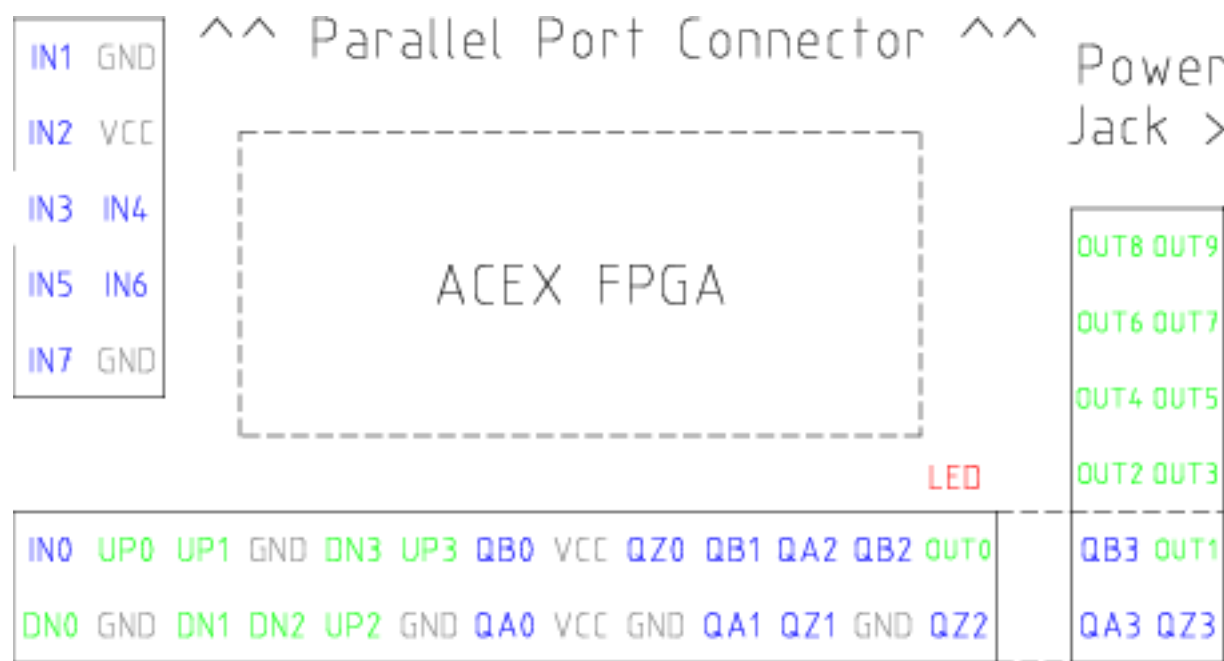 ^^ Parallel Port Connector ^^
Power
Jack >
IN1 GND
IN2 VCC
IN3 IN4
IN5 IN6
IN7 GND
ACEX FPGA
OUT8 OUT9
OUT6 OUT7
OUT4 OUT5
OUT2 OUT3
LED
IN0 UP0 UP1 GND DN3 UP3 QB0 VCC QZ0 QB1 QA2 QB2 OUT0
DN0 GND DN1 DN2 UP2 GND QA0 VCC GND QA1 QZ1 GND QZ2
QB3 OUT1
QA3 QZ3